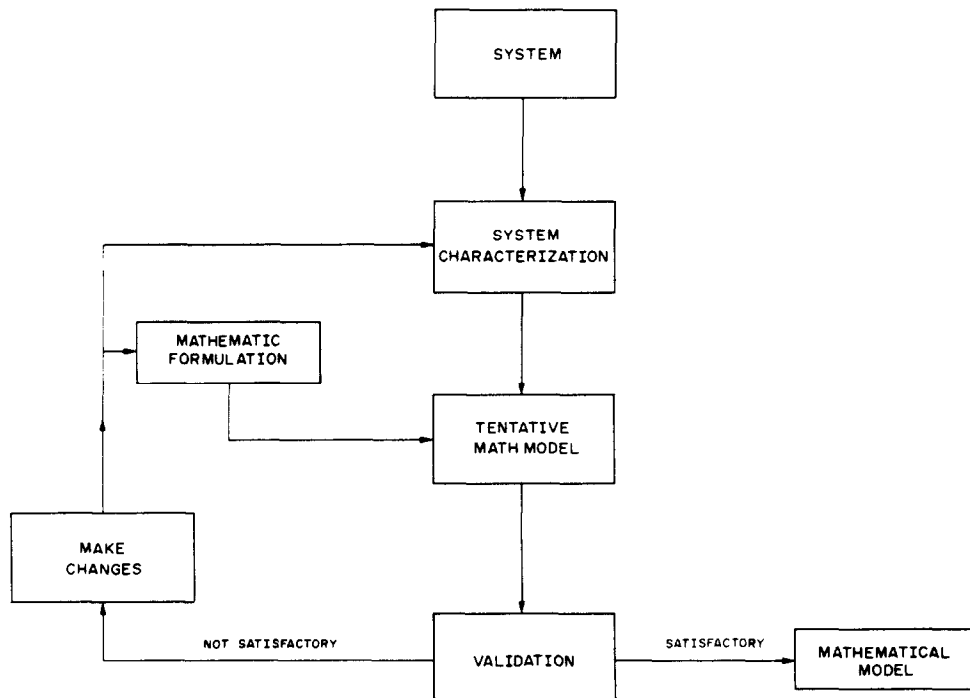 SYSTEM
SYSTEM
CHARACTERIZATION
MATHEMATIC
FORMULATION
TENTATIVE
MATH MODEL
MAKE
CHANGES
NOT SATISFACTORY
VALIDATION
SATISFACTORY
MATHEMATICAL
MODEL